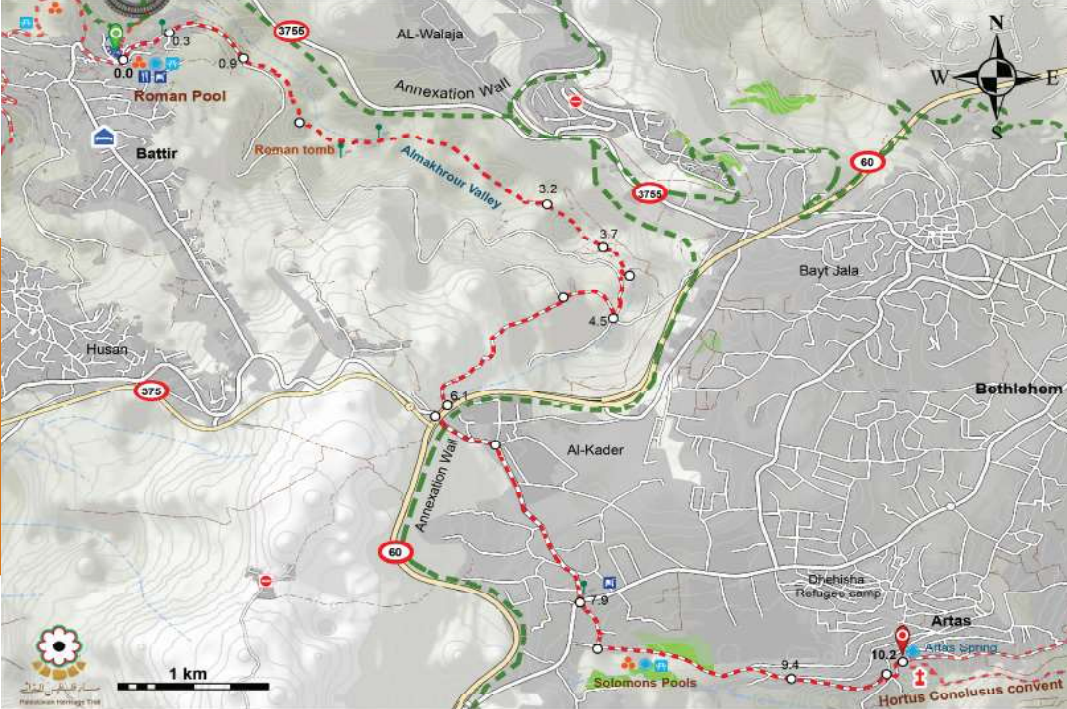 3755
AL-Walaja
N
0.3
0.9
0.0
W
E
Annexation Wall
Roman Pool
S
Battir
Roman tomb
Almakhrour Valley
60
3755
3.2
3.7
Bayt Jala
4.5
Husan
375
Bethlehem
6.1
Al-Kader
Annexation Wall
60
Dhehisha
Refugee camp
7.9
Artas
Artas Spring
10.2
1 km
Solomons Pools
9.4
Hortus Conclusus convent
Palestinian Heritage Trail